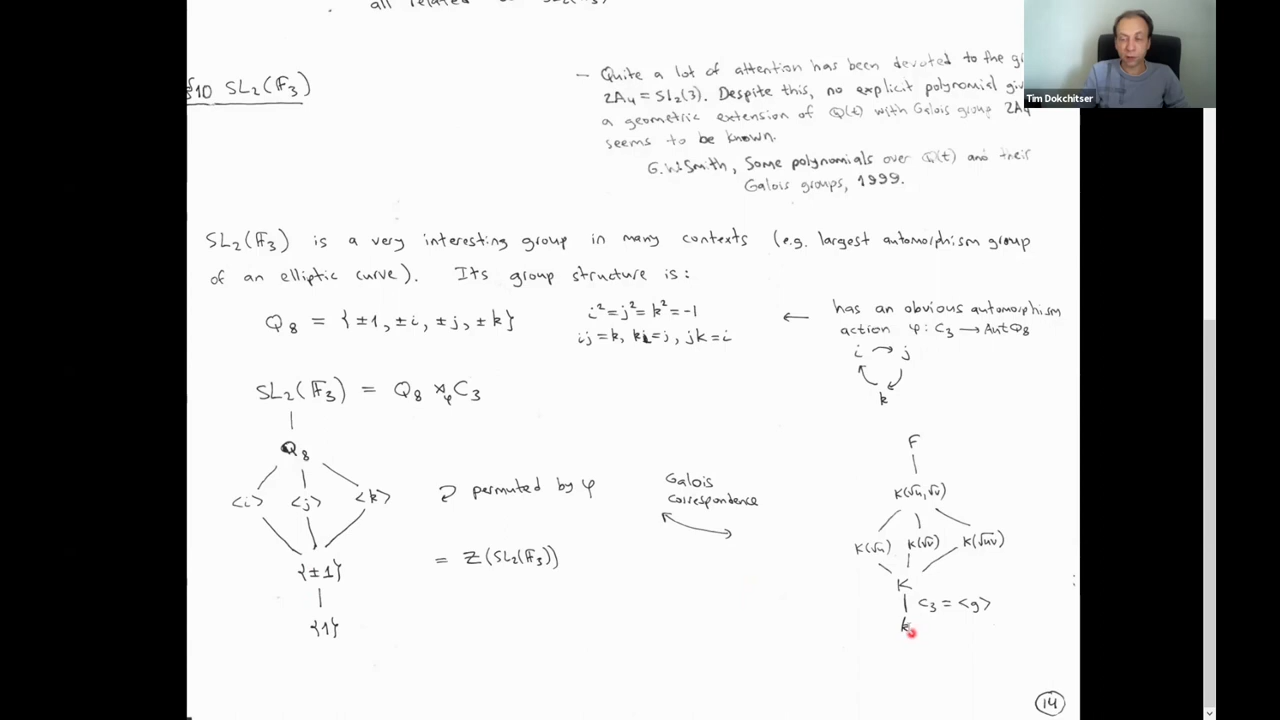 all related
§10 SL₂(𝔽₃)
– Quite a lot of attention has been devoted to the gr
2A₄ = SL₂(3). Despite this, no explicit polynomial giv
a geometric extension of Q(t) with Galois group 2A₄
seems to be known.
G.W. Smith, Some polynomials over Q(t) and their
Galois groups, 1999.
Tim Dokchitser
SL₂(𝔽₃) is a very interesting group in many contexts (e.g. largest automorphism group
of an elliptic curve). Its group structure is:
Q₈ = {±1, ±i, ±j, ±k}
i² = j² = k² = -1
ij = k, ki = j, jk = i
← has an obvious automorphism
action φ: C₃ → Aut Q₈
i → j
k
SL₂(𝔽₃) = Q₈ ⋊φ C₃
Q₈
<i> <j> <k>
permuted by φ
{±1}
= Z(SL₂(𝔽₃))
{1}
Galois
correspondence
F
K(√u,√v)
K(√u) K(√v) K(√uv)
K
C₃ = <g>
k
14